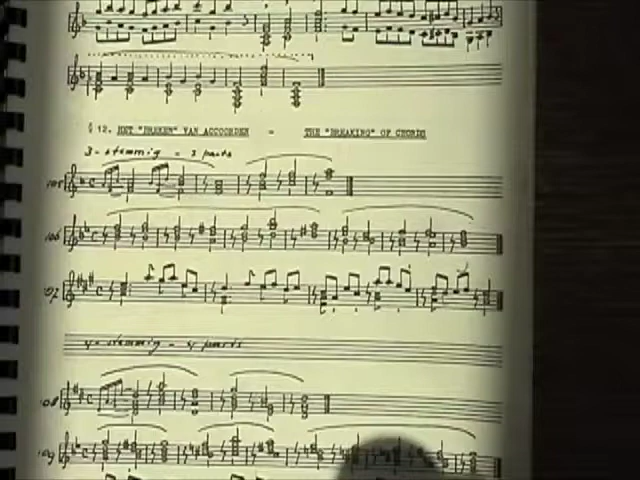 § 12. HET "BREKEN" VAN ACCOORDEN = THE "BREAKING" OF CHORDS
3-stemmig = 3 parts
105
106
107
4-stemmig = 4 parts
108
109